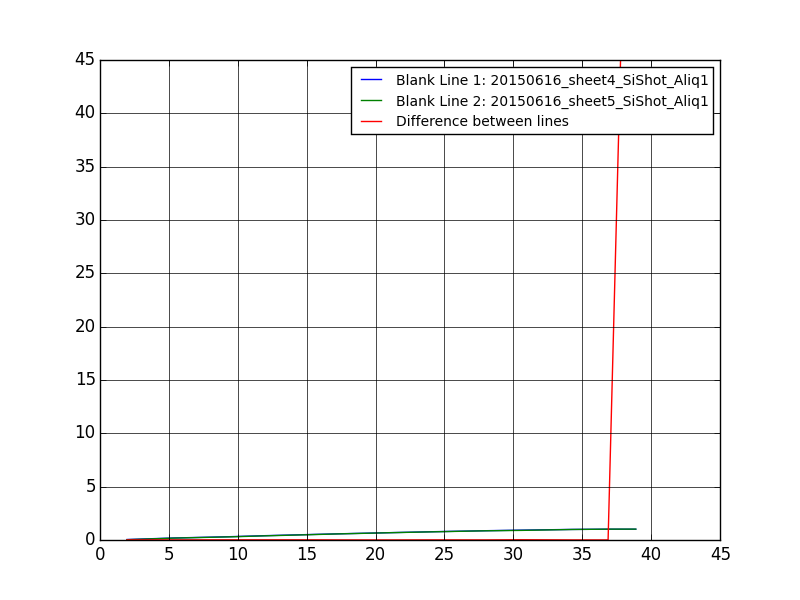 45
40
35
30
25
20
15
10
5
0
Blank Line 1: 20150616_sheet4_SiShot_Aliq1
Blank Line 2: 20150616_sheet5_SiShot_Aliq1
Difference between lines
0 5 10 15 20 25 30 35 40 45